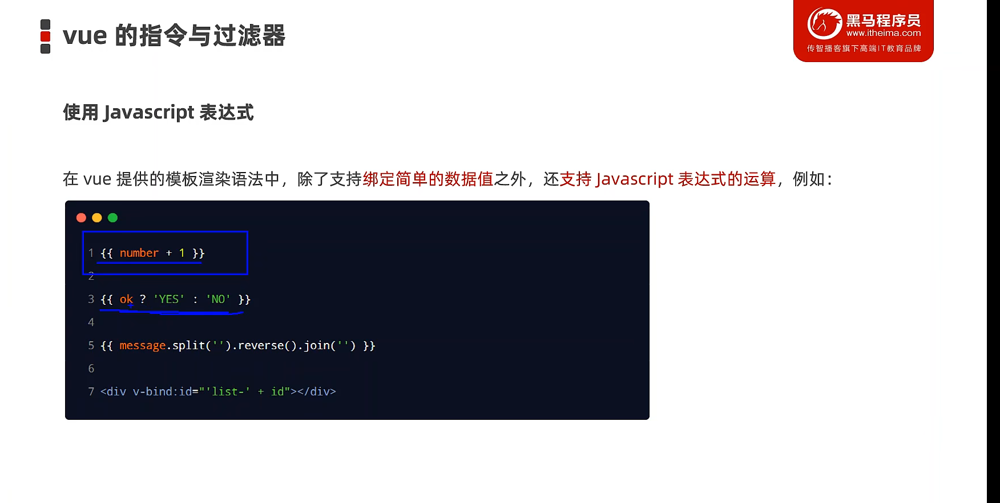 vue 的指令与过滤器
黑马程序员
www.itheima.com
传智播客旗下高端IT教育品牌
使用 Javascript 表达式
在 vue 提供的模板渲染语法中，除了支持绑定简单的数据值之外，还支持 Javascript 表达式的运算，例如：
1 {{ number + 1 }}
2
3 {{ ok ? 'YES' : 'NO' }}
4
5 {{ message.split('').reverse().join('') }}
6
7 <div v-bind:id="'list-' + id"></div>